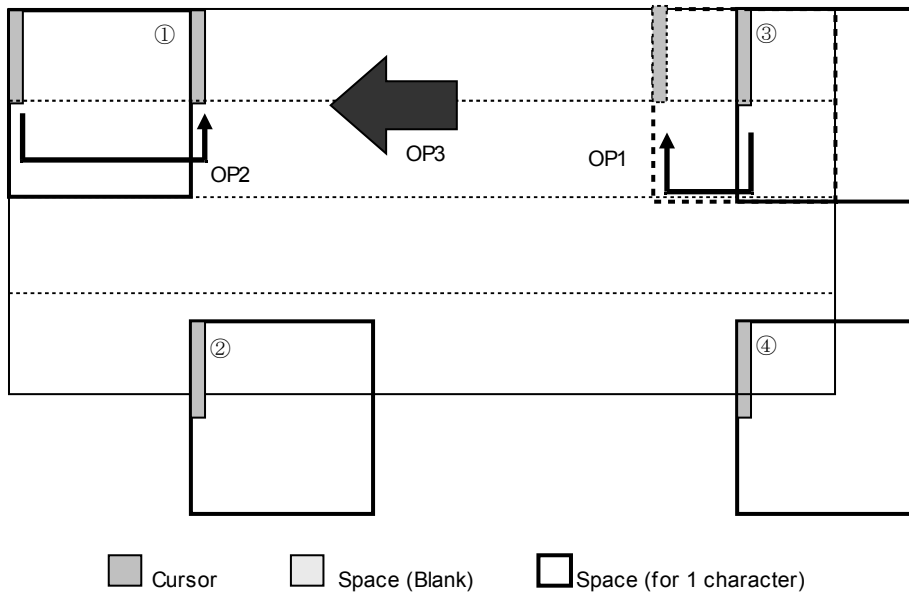 ① ③
OP3 OP1
OP2
② ④
Cursor Space (Blank) Space (for 1 character)